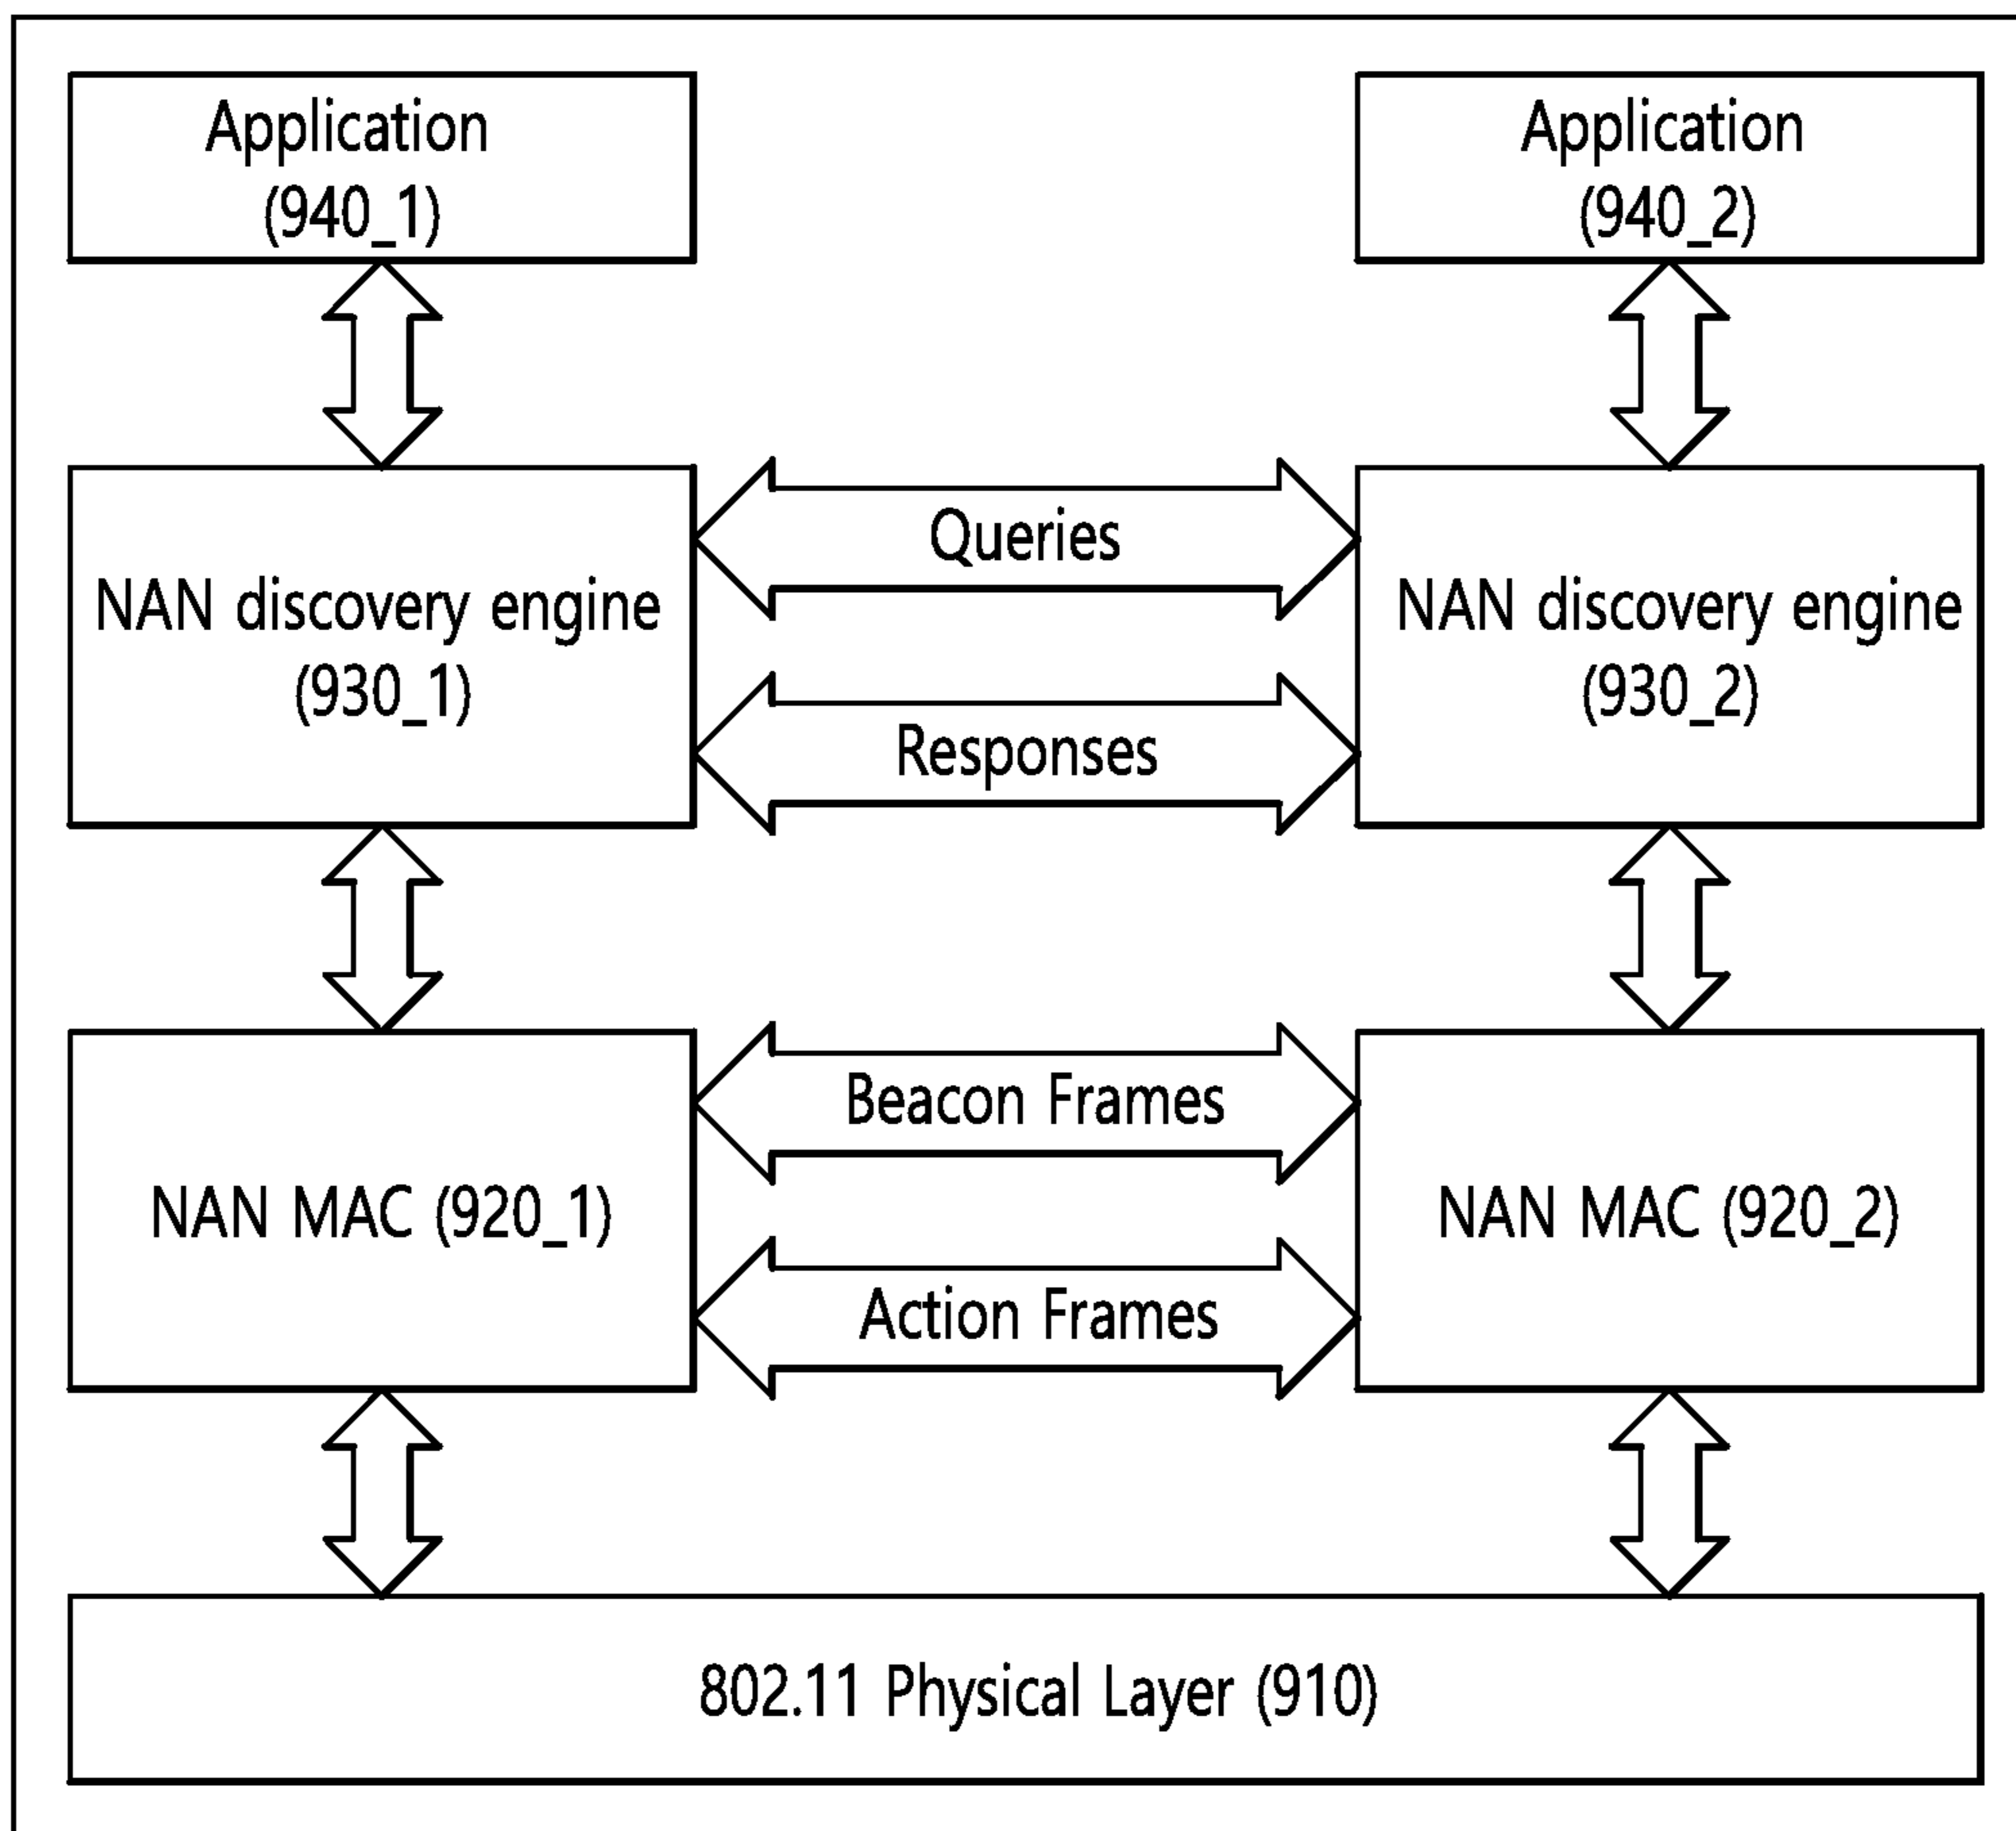 Application
(940_1)
Application
(940_2)
Queries
NAN discovery engine
(930_1)
NAN discovery engine
(930_2)
Responses
Beacon Frames
NAN MAC (920_1)
NAN MAC (920_2)
Action Frames
802.11 Physical Layer (910)